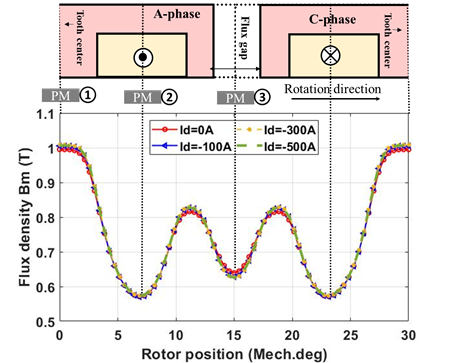 A-phase
C-phase
Tooth center
Flux gap
Tooth center
PM 1
PM 2
PM 3
Rotation direction
1.1
1
0.9
0.8
0.7
0.6
0.5
Flux density Bm (T)
Id=0A
Id=-300A
Id=-100A
Id=-500A
0 5 10 15 20 25 30
Rotor position (Mech.deg)